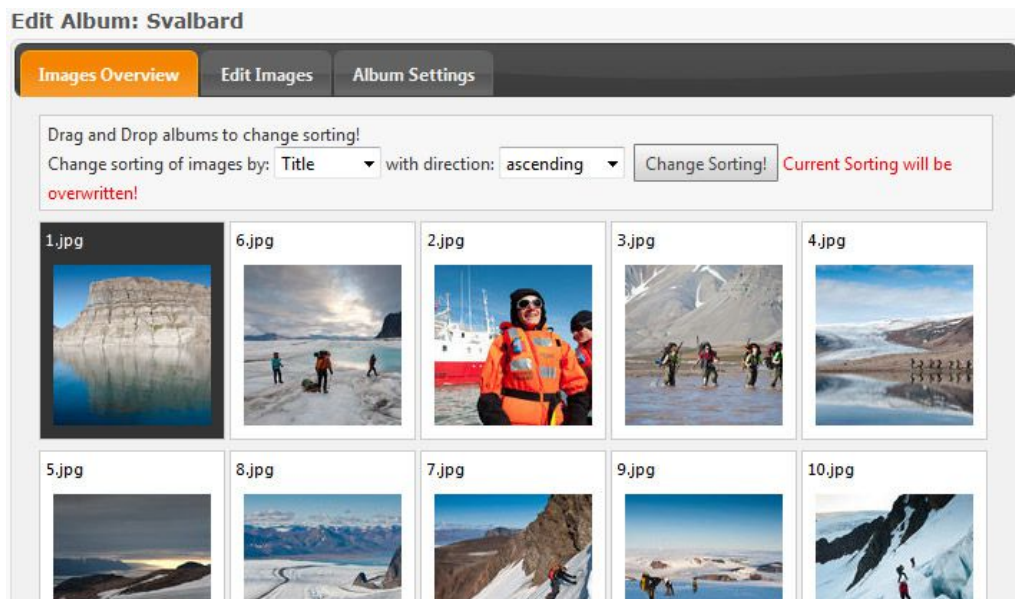 Edit Album: Svalbard
Images Overview
Edit Images
Album Settings
Drag and Drop albums to change sorting!
Change sorting of images by: Title with direction: ascending Change Sorting! Current Sorting will be
overwritten!
1.jpg
6.jpg
2.jpg
3.jpg
4.jpg
5.jpg
8.jpg
7.jpg
9.jpg
10.jpg